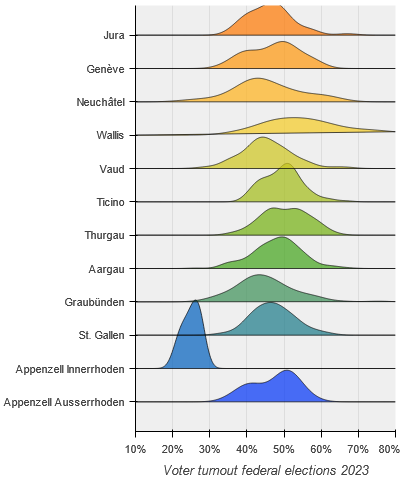 Jura
Genève
Neuchâtel
Wallis
Vaud
Ticino
Thurgau
Aargau
Graubünden
St. Gallen
Appenzell Innerrhoden
Appenzell Ausserrhoden
10% 20% 30% 40% 50% 60% 70% 80%
Voter turnout federal elections 2023